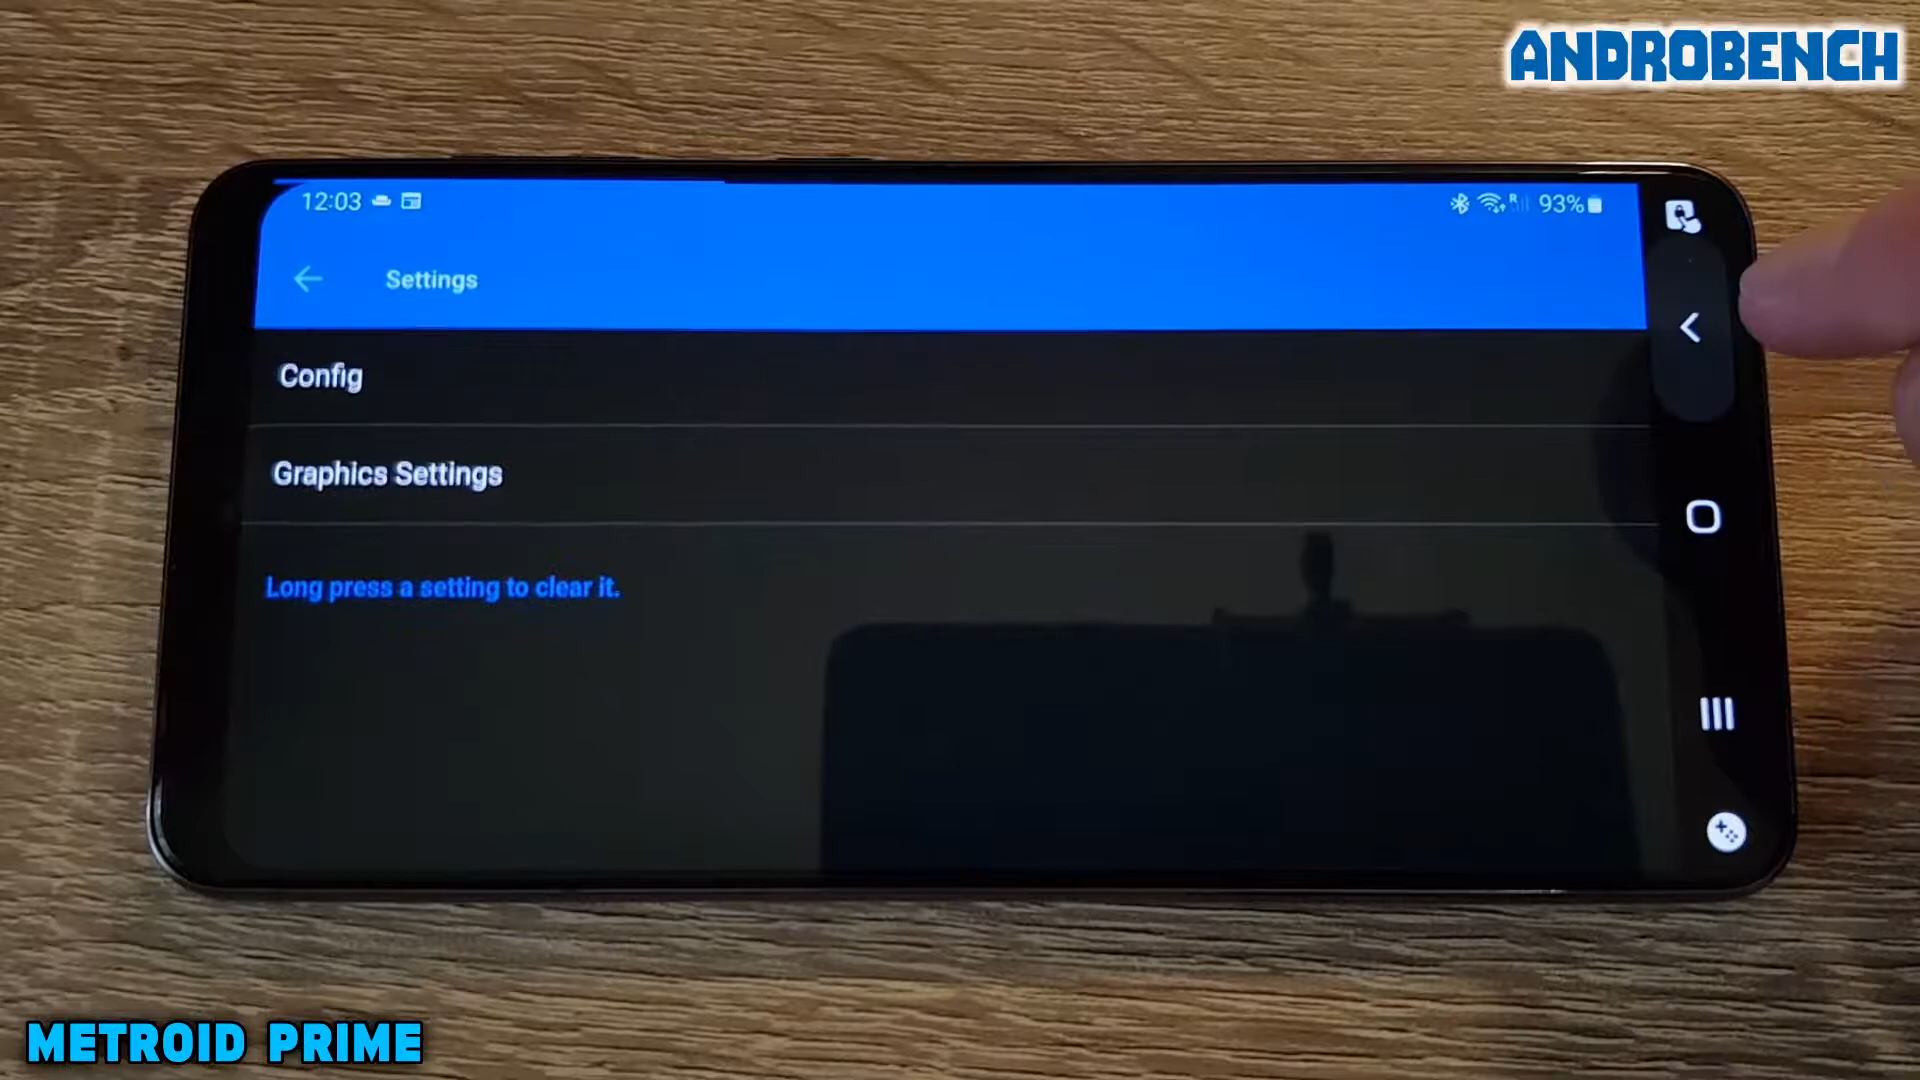 ANDROBENCH
12:03
R
93%
Settings
Config
Graphics Settings
Long press a setting to clear it.
METROID PRIME